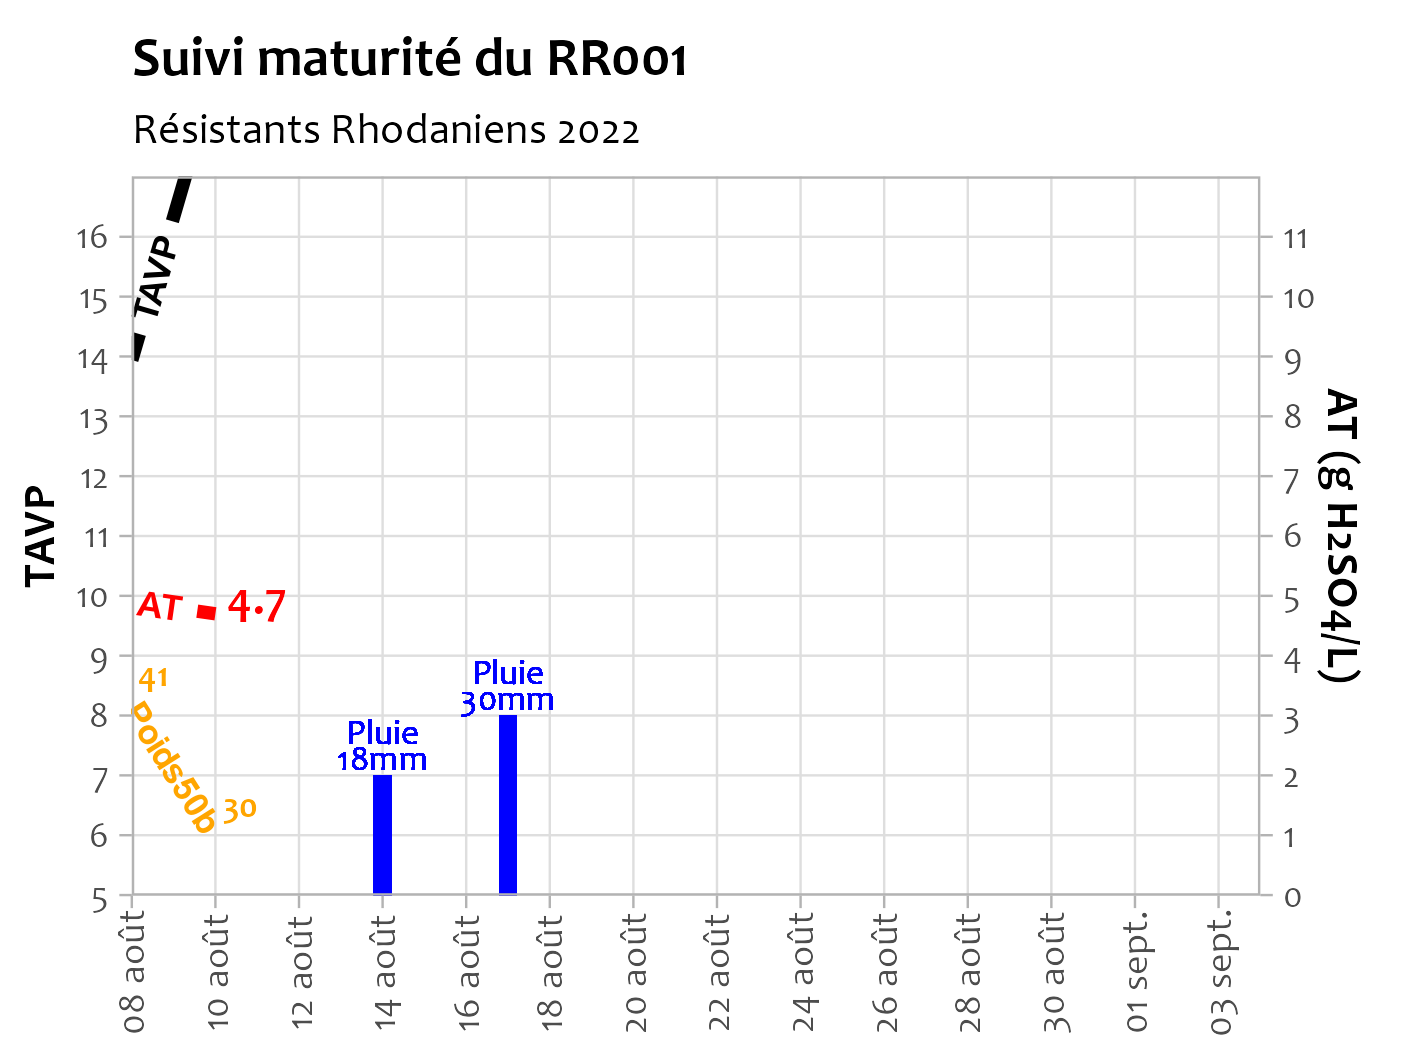 Suivi maturité du RR001
Résistants Rhodaniens 2022
TAVP
16
15
14
13
12
11
10
9
8
7
6
5
TAVP
AT
4.7
41
Poids50b
30
Pluie
18mm
Pluie
30mm
11
10
9
8
7
6
5
4
3
2
1
0
AT (g H2SO4/L)
08 août
10 août
12 août
14 août
16 août
18 août
20 août
22 août
24 août
26 août
28 août
30 août
01 sept.
03 sept.